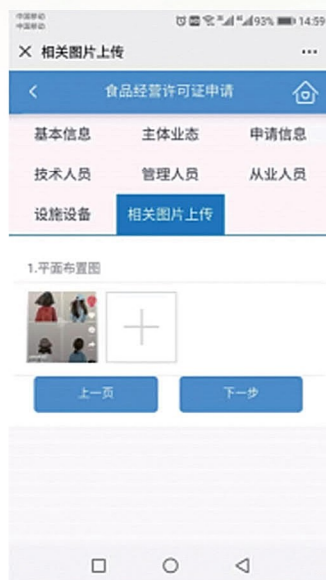 中国移动
中国移动
93% 14:59
× 相关图片上传 ...
食品经营许可证申请
基本信息 主体业态 申请信息
技术人员 管理人员 从业人员
设施设备 相关图片上传
1.平面布置图
上一页 下一步